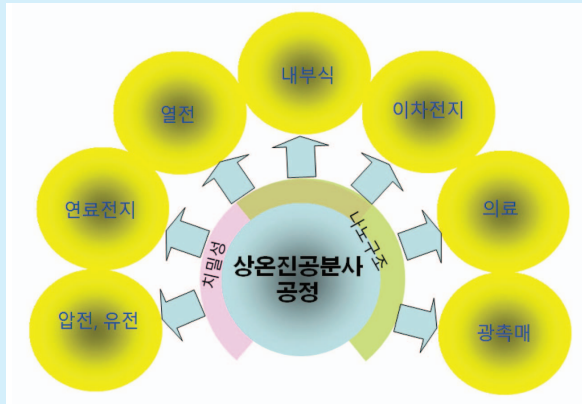 내부식
열전
이차전지
연료전지
의료
치밀성
나노구조
상온진공분사
공정
압전, 유전
광촉매